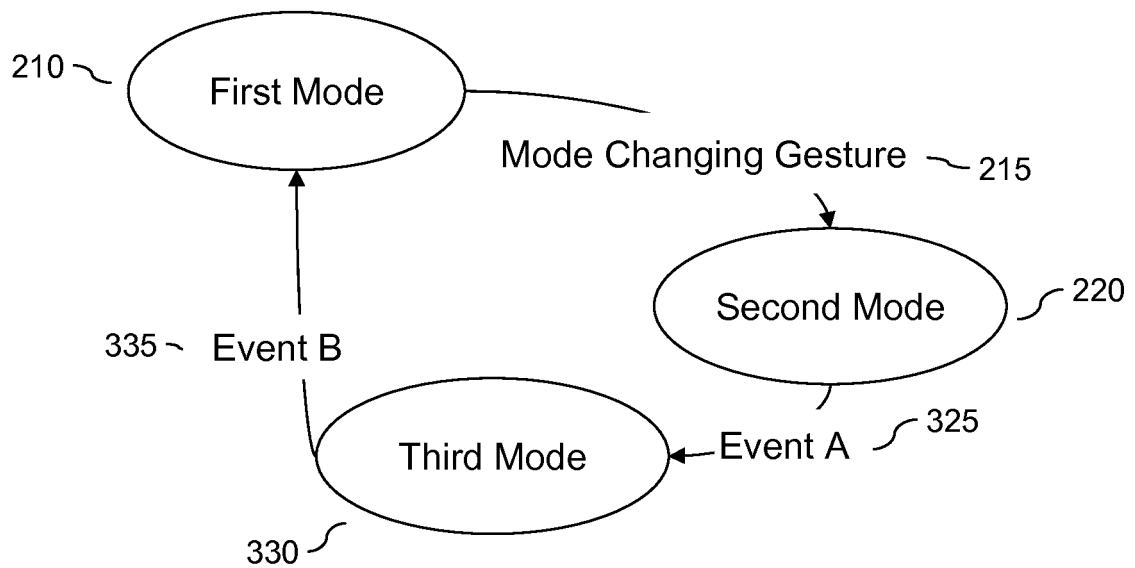 210
First Mode
Mode Changing Gesture
215
Second Mode
220
335
Event B
Event A
325
Third Mode
330